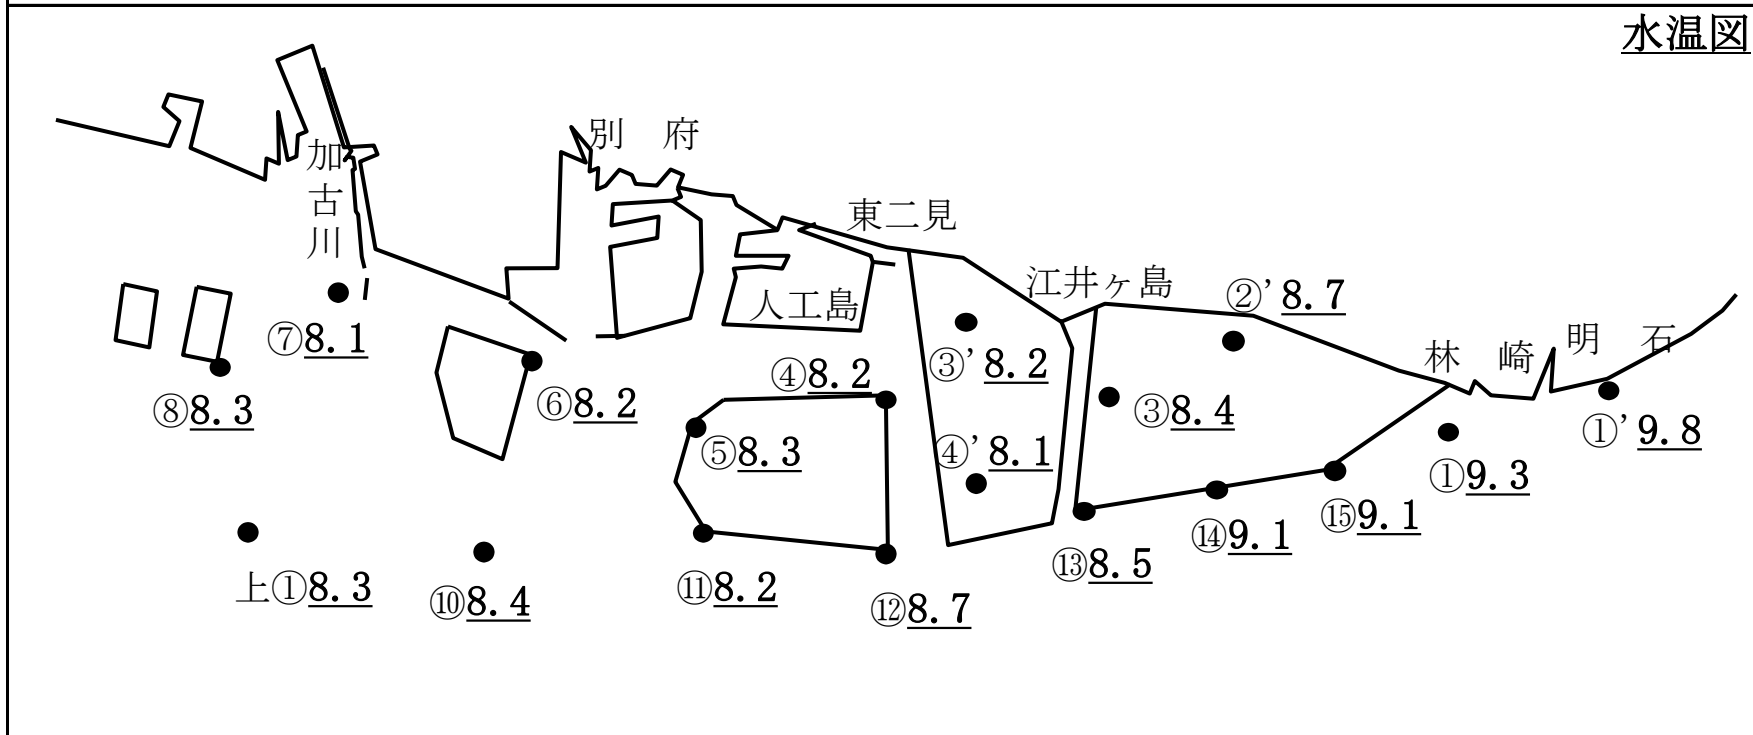 水温図
別　府
加
古
川
東二見
江井ヶ島
人工島
林　崎
明　石
②’8.7
⑦8.1
③’8.2
④8.2
⑧8.3
⑥8.2
③8.4
①’9.8
⑤8.3
④’8.1
①9.3
⑮9.1
⑭9.1
⑬8.5
上①8.3
⑩8.4
⑪8.2
⑫8.7